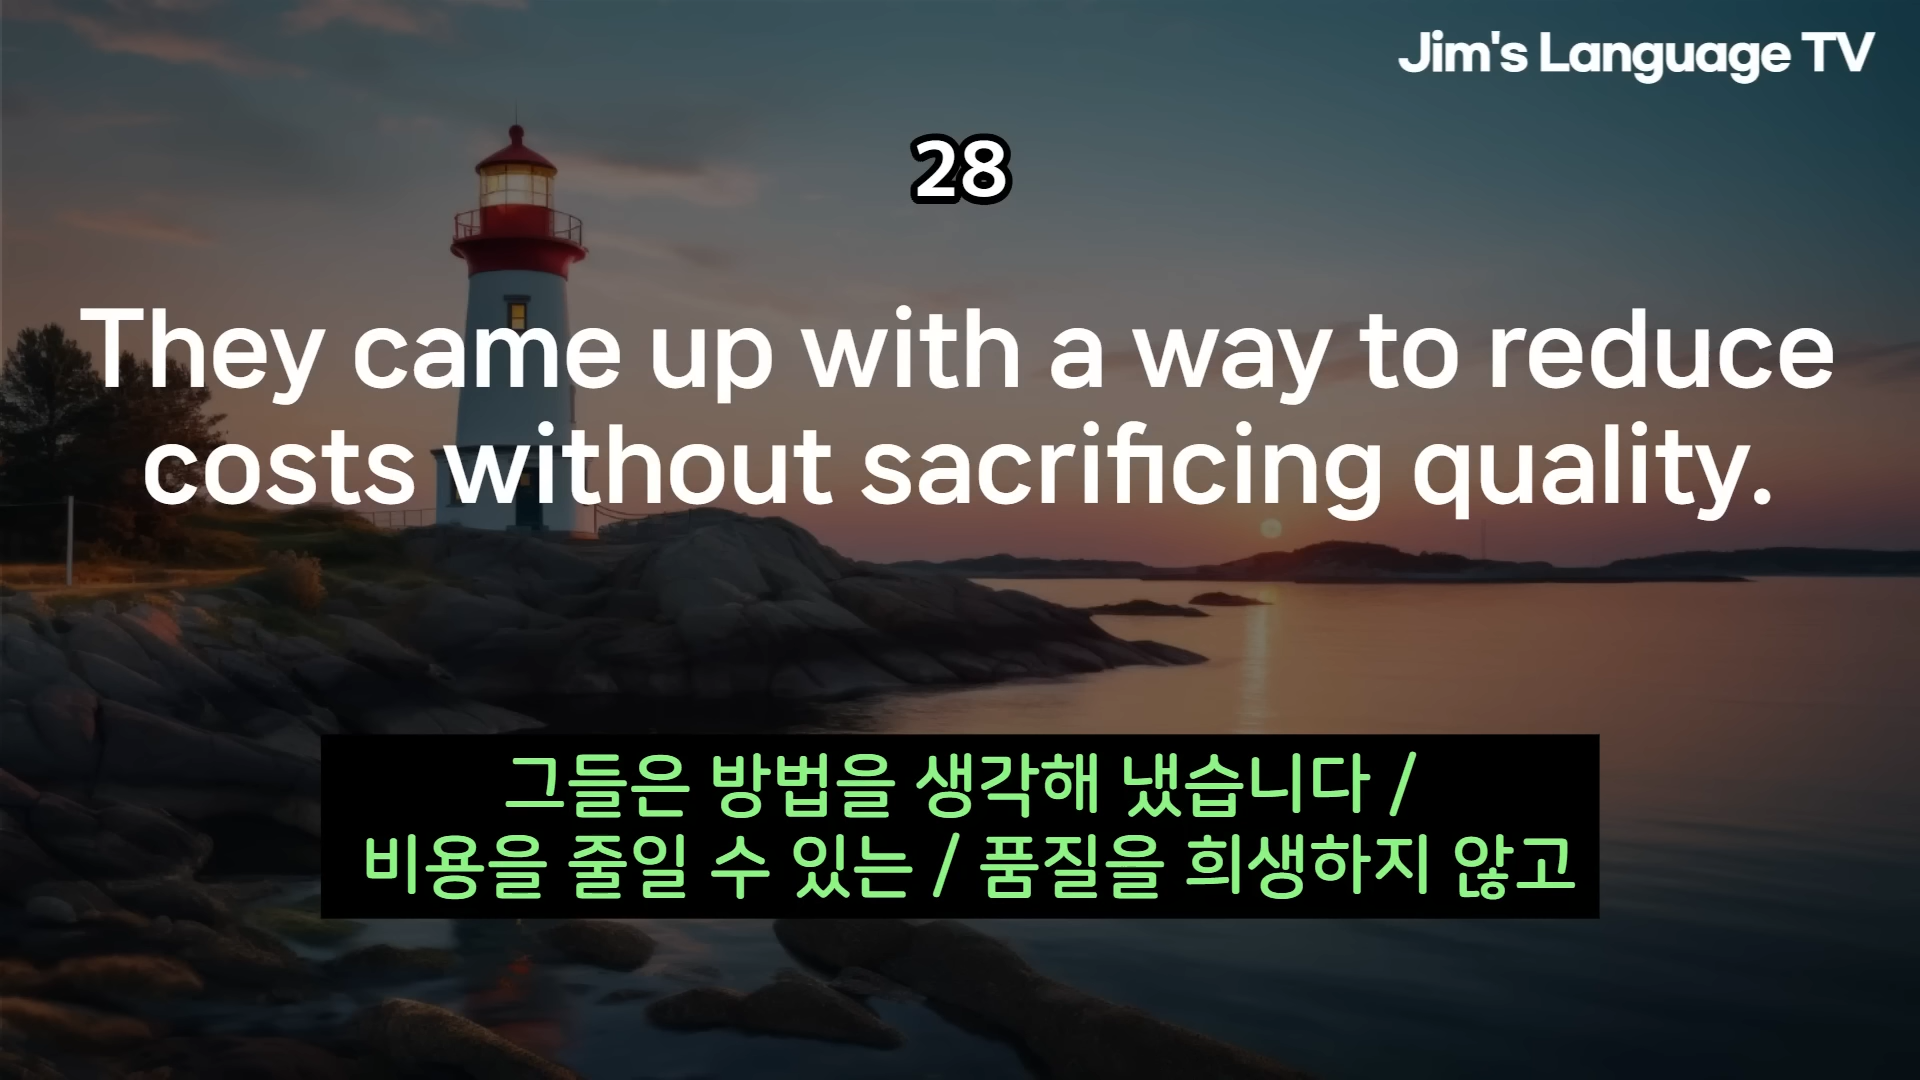 Jim's Language TV
28
They came up with a way to reduce
costs without sacrificing quality.
그들은 방법을 생각해 냈습니다 /
비용을 줄일 수 있는 / 품질을 희생하지 않고